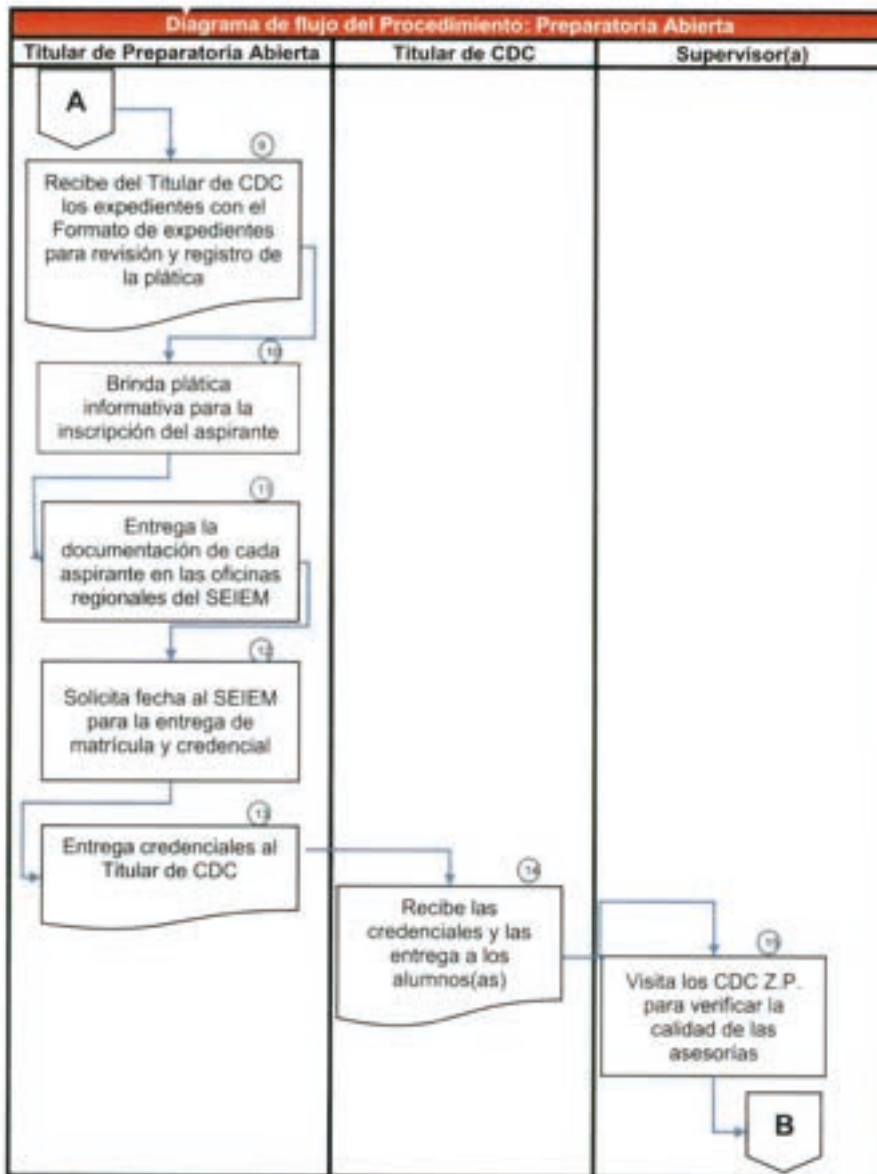 Diagrama de flujo del Procedimiento: Preparatoria Abierta
Titular de Preparatoria Abierta
Titular de CDC
Supervisor(a)
A
9
Recibe del Titular de CDC
los expedientes con el
Formato de expedientes
para revisión y registro de
la plática
10
Brinda plática
informativa para la
inscripción del aspirante
11
Entrega la
documentación de cada
aspirante en las oficinas
regionales del SEIEM
12
Solicita fecha al SEIEM
para la entrega de
matrícula y credencial
13
Entrega credenciales al
Titular de CDC
14
Recibe las
credenciales y las
entrega a los
alumnos(as)
15
Visita los CDC Z.P.
para verificar la
calidad de las
asesorías
B